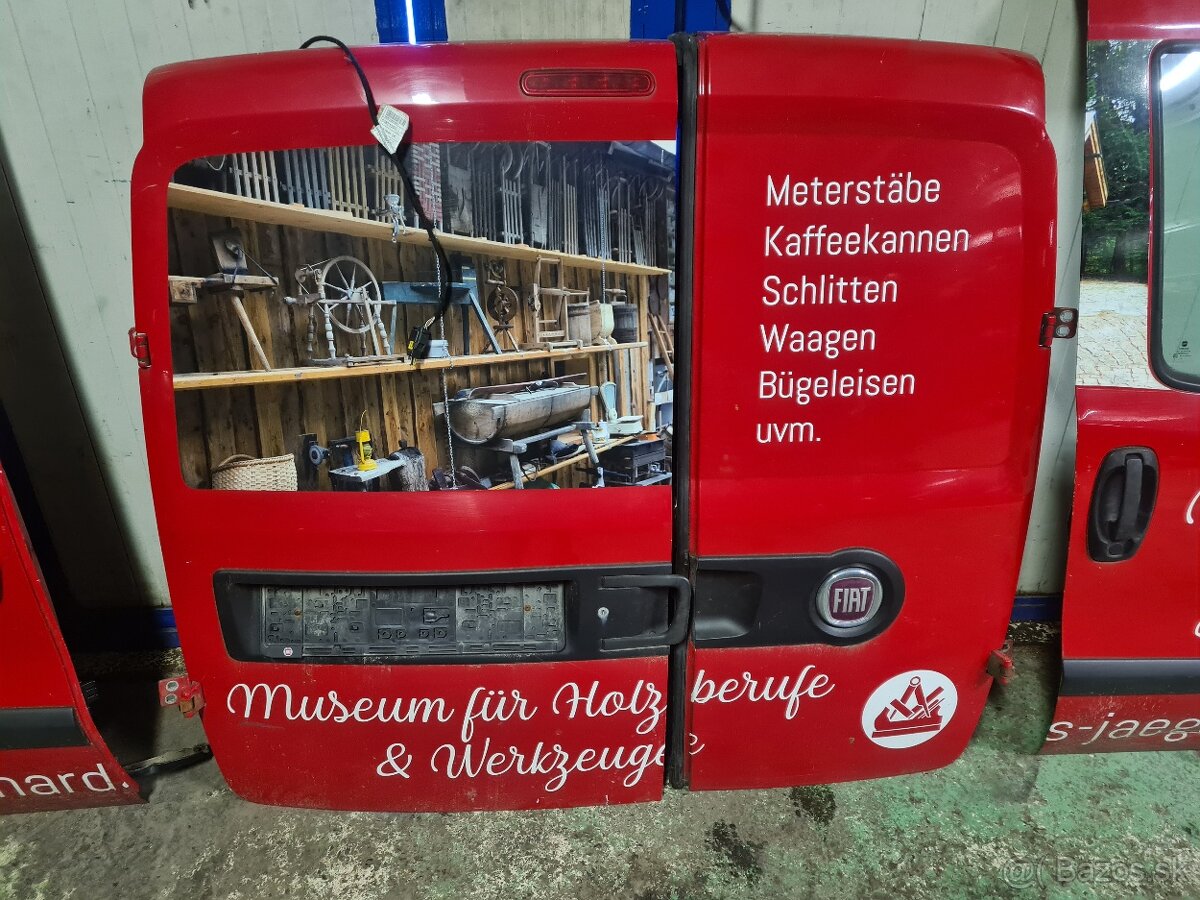 Meterstäbe
Kaffeekannen
Schlitten
Waagen
Bügeleisen
uvm.
FIAT
Museum für Holzberufe
& Werkzeuge
nard.
s-jaeg
Bazos.sk